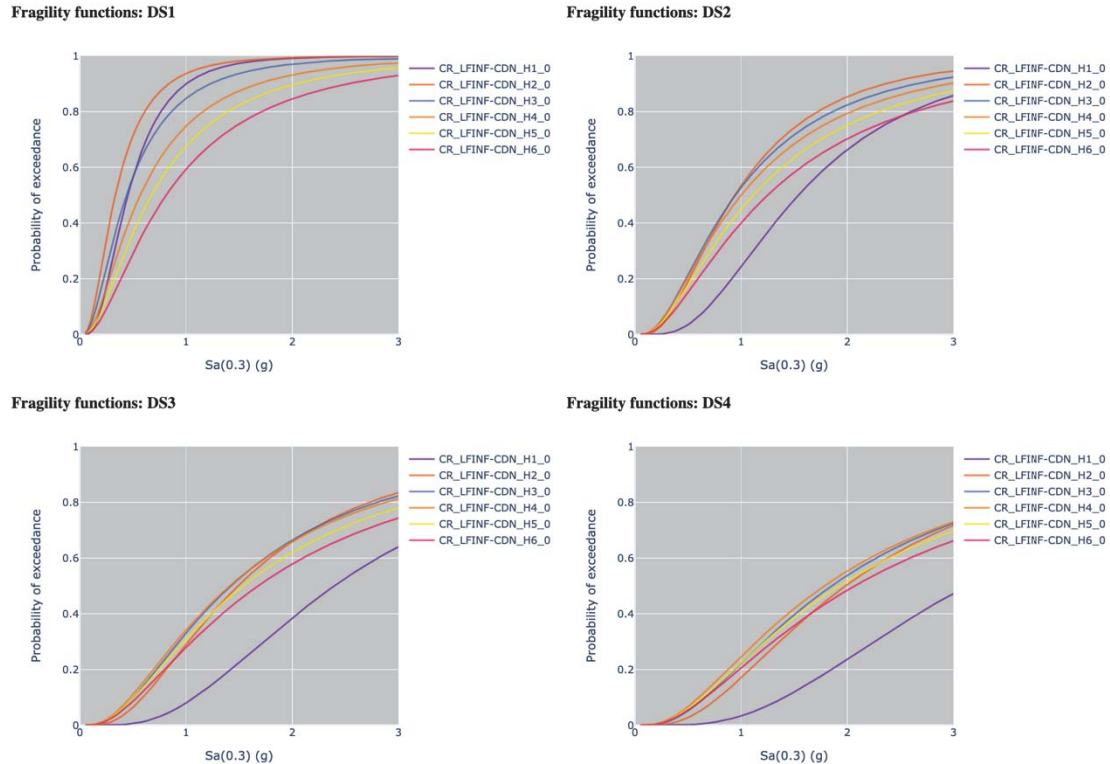 Fragility functions: DS1
1
0.8
0.6
0.4
0.2
0
0
1
2
3
Probability of exceedance
Sa(0.3) (g)
CR_LFINF-CDN_H1_0
CR_LFINF-CDN_H2_0
CR_LFINF-CDN_H3_0
CR_LFINF-CDN_H4_0
CR_LFINF-CDN_H5_0
CR_LFINF-CDN_H6_0
Fragility functions: DS2
1
0.8
0.6
0.4
0.2
0
0
1
2
3
Probability of exceedance
Sa(0.3) (g)
CR_LFINF-CDN_H1_0
CR_LFINF-CDN_H2_0
CR_LFINF-CDN_H3_0
CR_LFINF-CDN_H4_0
CR_LFINF-CDN_H5_0
CR_LFINF-CDN_H6_0
Fragility functions: DS3
1
0.8
0.6
0.4
0.2
0
0
1
2
3
Probability of exceedance
Sa(0.3) (g)
CR_LFINF-CDN_H1_0
CR_LFINF-CDN_H2_0
CR_LFINF-CDN_H3_0
CR_LFINF-CDN_H4_0
CR_LFINF-CDN_H5_0
CR_LFINF-CDN_H6_0
Fragility functions: DS4
1
0.8
0.6
0.4
0.2
0
0
1
2
3
Probability of exceedance
Sa(0.3) (g)
CR_LFINF-CDN_H1_0
CR_LFINF-CDN_H2_0
CR_LFINF-CDN_H3_0
CR_LFINF-CDN_H4_0
CR_LFINF-CDN_H5_0
CR_LFINF-CDN_H6_0